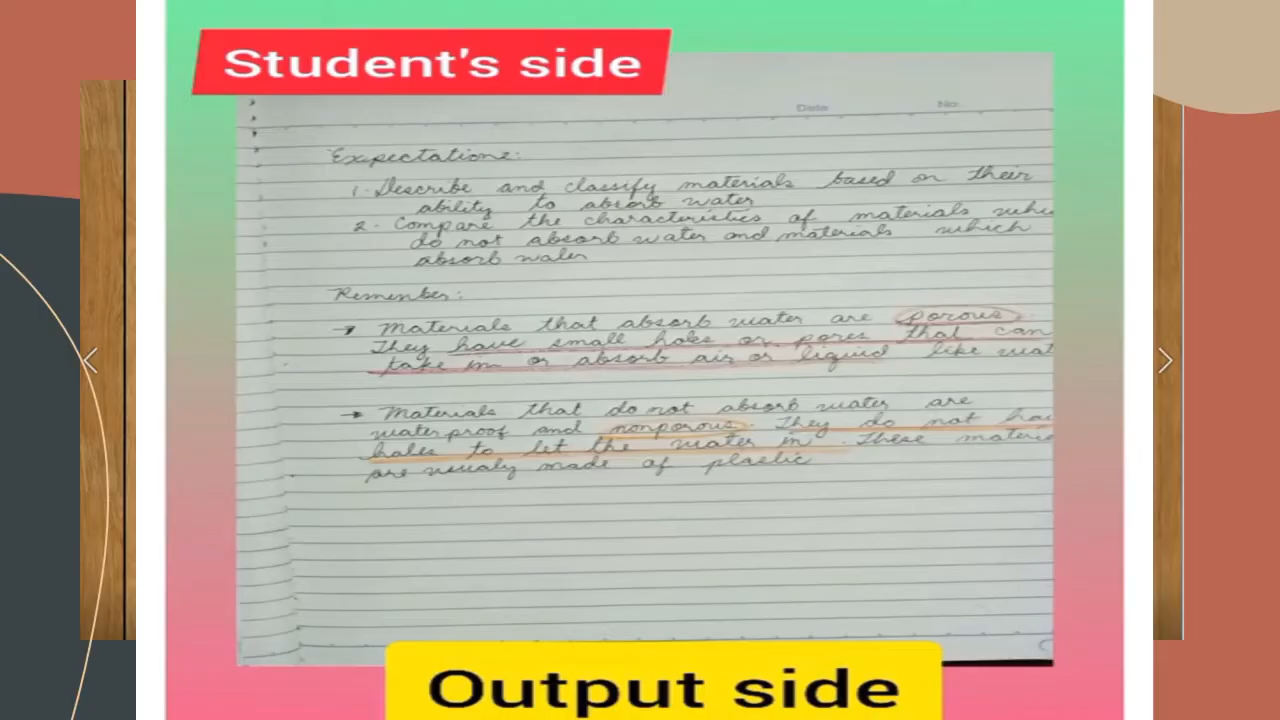 Student's side
Date No.
Expectations:
1. Describe and classify materials based on their
ability to absorb water
2. Compare the characteristics of materials whic
do not absorb water and materials which
absorb water
Remember:
→ Materials that absorb water are porous.
They have small holes or pores that can
take in or absorb air or liquid like wat
→ Materials that do not absorb water are
waterproof and nonporous. They do not hav
holes to let the water in. These materia
are usualy made of plastic
Output side